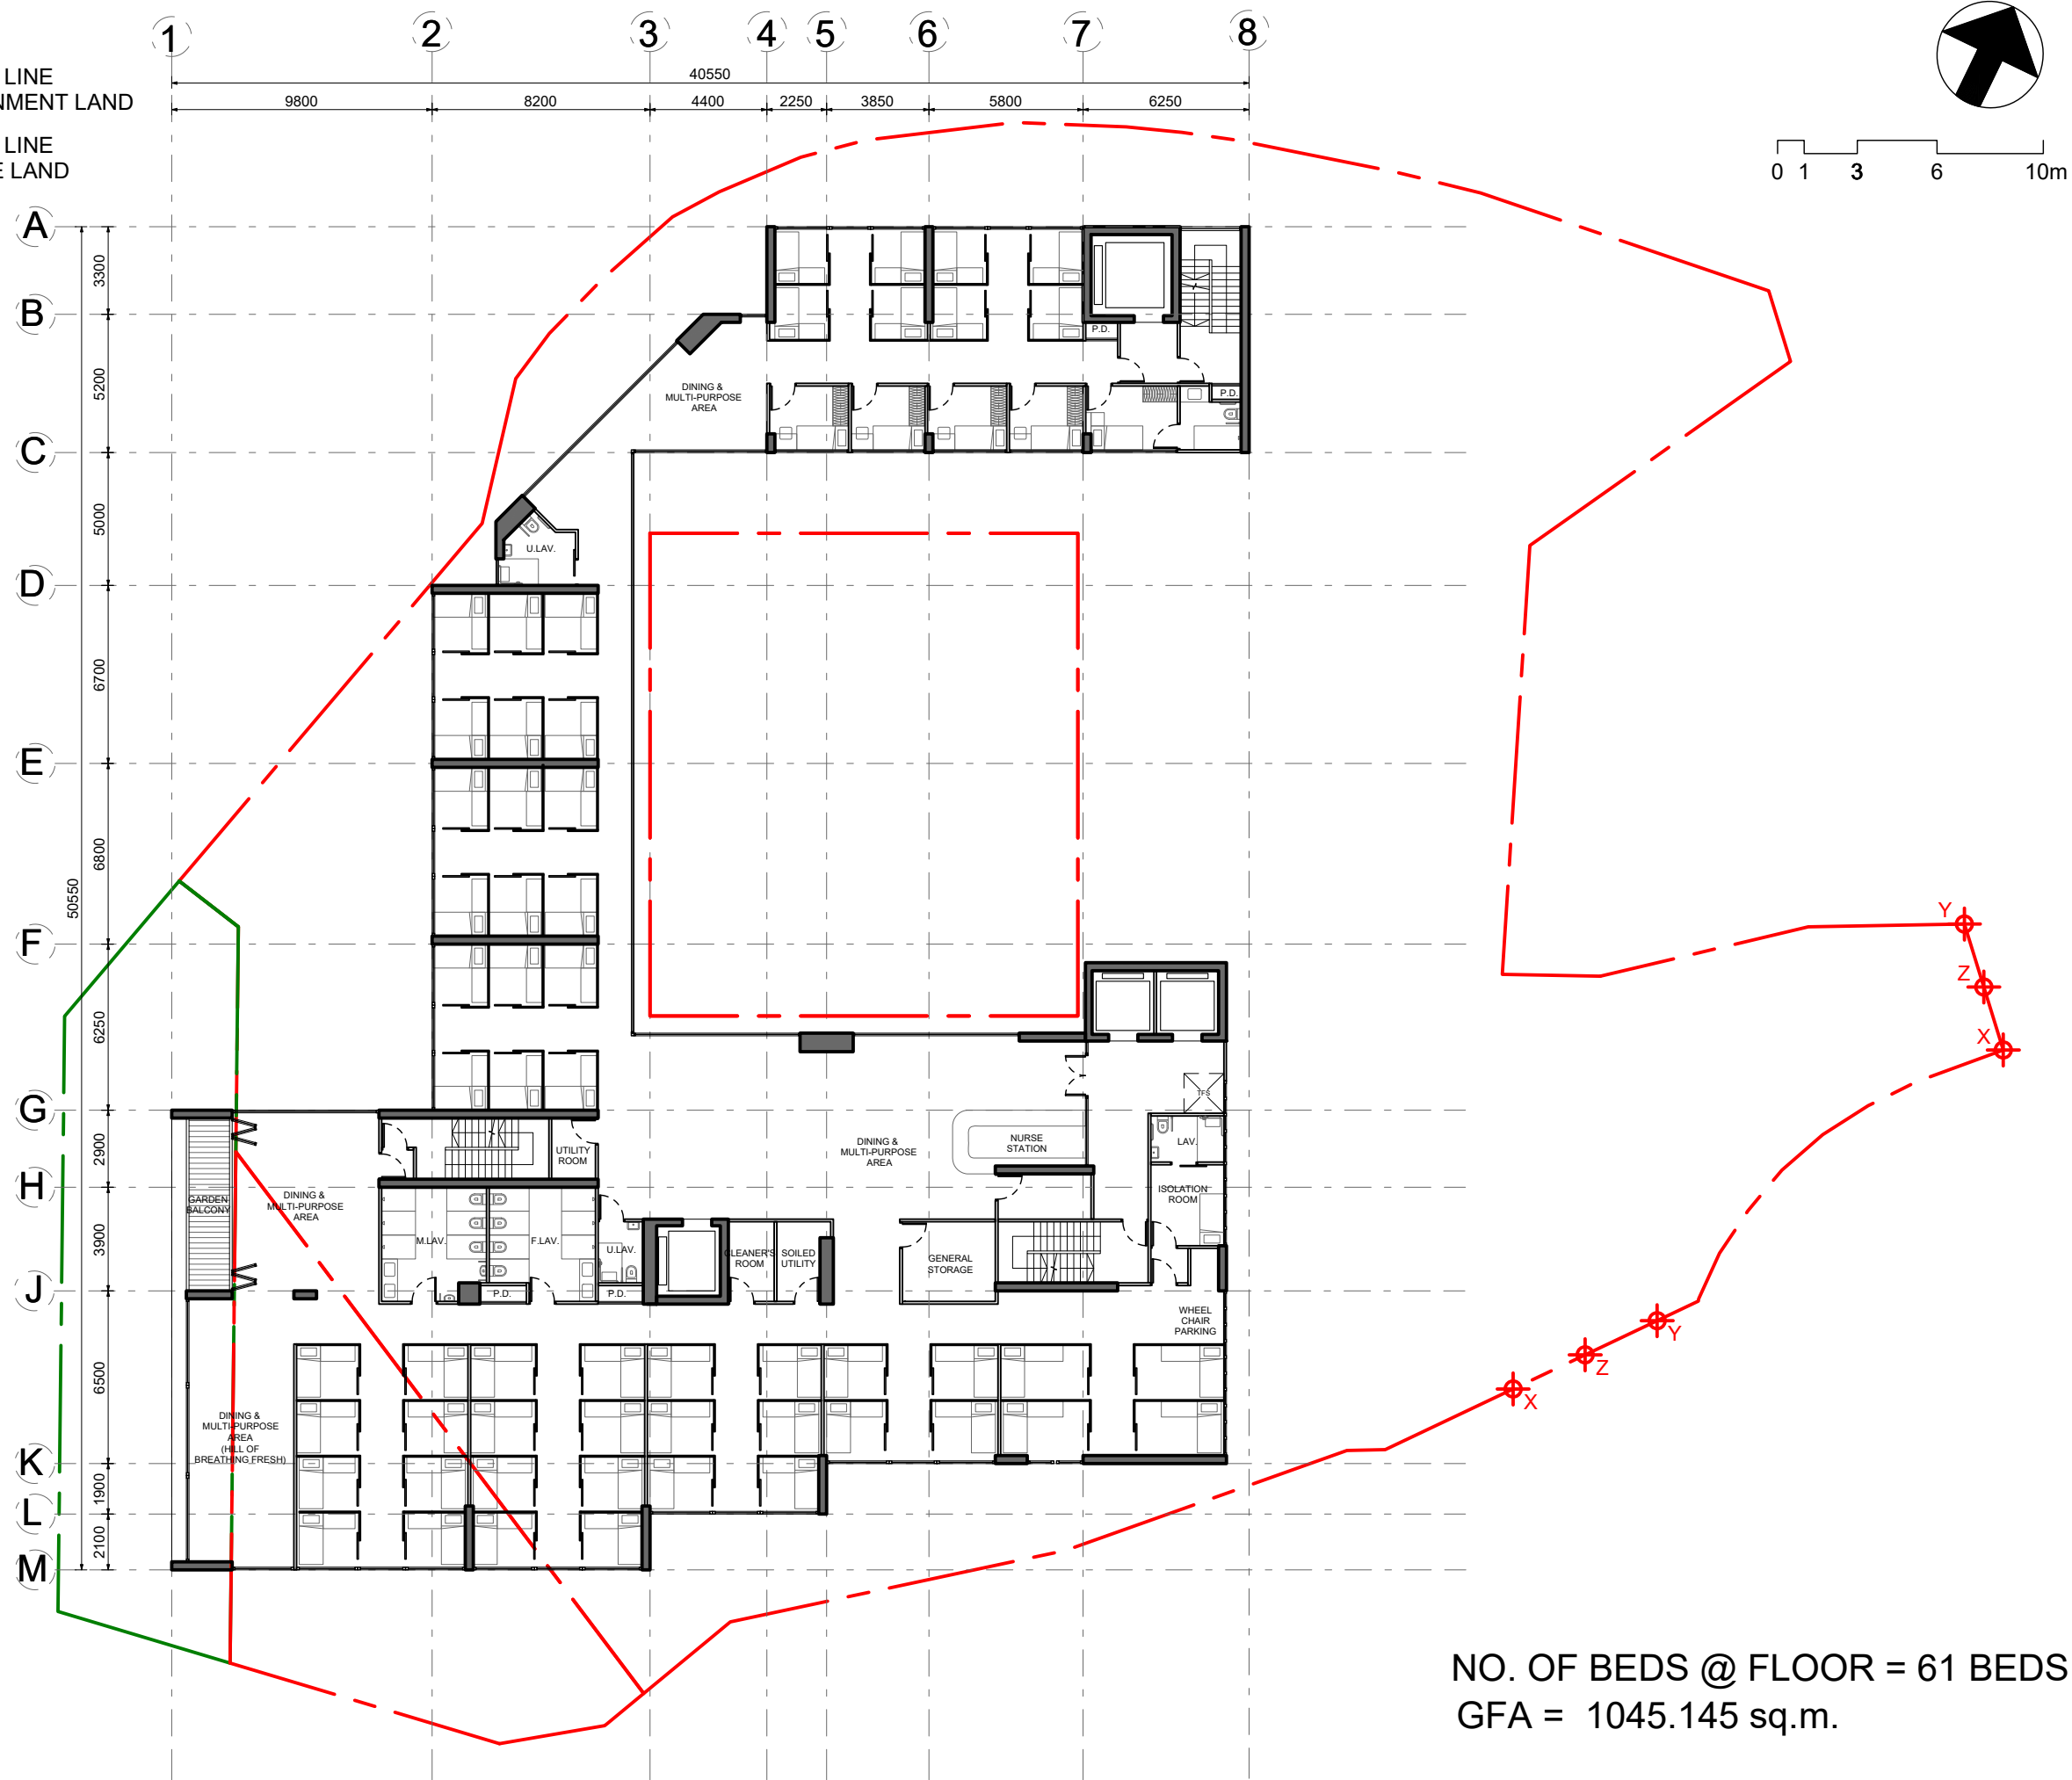 1 2 3 4 5 6 7 8
LINE
NMENT LAND
LINE
E LAND
40550
9800 8200 4400 2250 3850 5800 6250
0 1 3 6 10m
A
B
C
D
E
F
G
H
J
K
L
M
50550
3300
5200
5000
6700
6800
6250
2900
3900
6500
1900
2100
P.D.
P.D.
DINING &
MULTI-PURPOSE
AREA
U.LAV.
TFS
LAV.
NURSE
STATION
DINING &
MULTI-PURPOSE
AREA
UTILITY
ROOM
ISOLATION
ROOM
GARDEN
BALCONY
DINING &
MULTI-PURPOSE
AREA
M.LAV.
F.LAV.
U.LAV.
CLEANER'S
ROOM
SOILED
UTILITY
GENERAL
STORAGE
P.D.
P.D.
WHEEL
CHAIR
PARKING
DINING &
MULTI-PURPOSE
AREA
(HILL OF
BREATHING FRESH)
Y
Z
X
Y
Z
X
NO. OF BEDS @ FLOOR = 61 BEDS
GFA = 1045.145 sq.m.